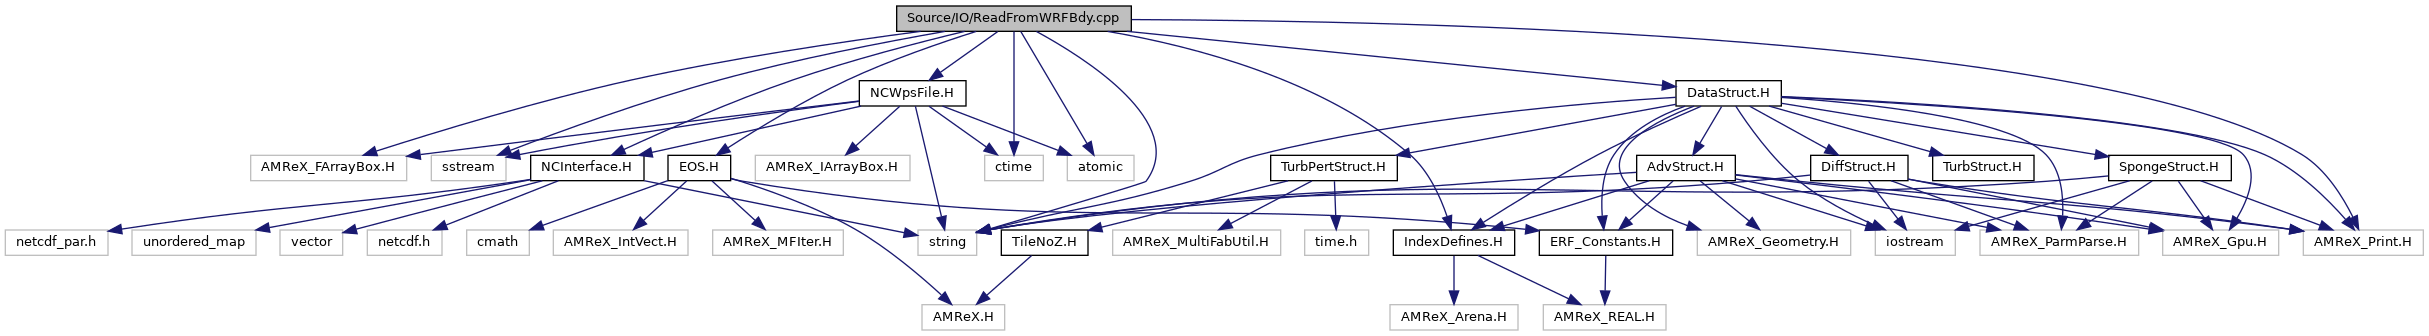 Source/IO/ReadFromWRFBdy.cpp
NCWpsFile.H
DataStruct.H
AMReX_FArrayBox.H
sstream
NCInterface.H
EOS.H
AMReX_IArrayBox.H
ctime
atomic
TurbPertStruct.H
AdvStruct.H
DiffStruct.H
TurbStruct.H
SpongeStruct.H
netcdf_par.h
unordered_map
vector
netcdf.h
cmath
AMReX_IntVect.H
AMReX_MFIter.H
string
TileNoZ.H
AMReX_MultiFabUtil.H
time.h
IndexDefines.H
ERF_Constants.H
AMReX_Geometry.H
iostream
AMReX_ParmParse.H
AMReX_Gpu.H
AMReX_Print.H
AMReX.H
AMReX_Arena.H
AMReX_REAL.H